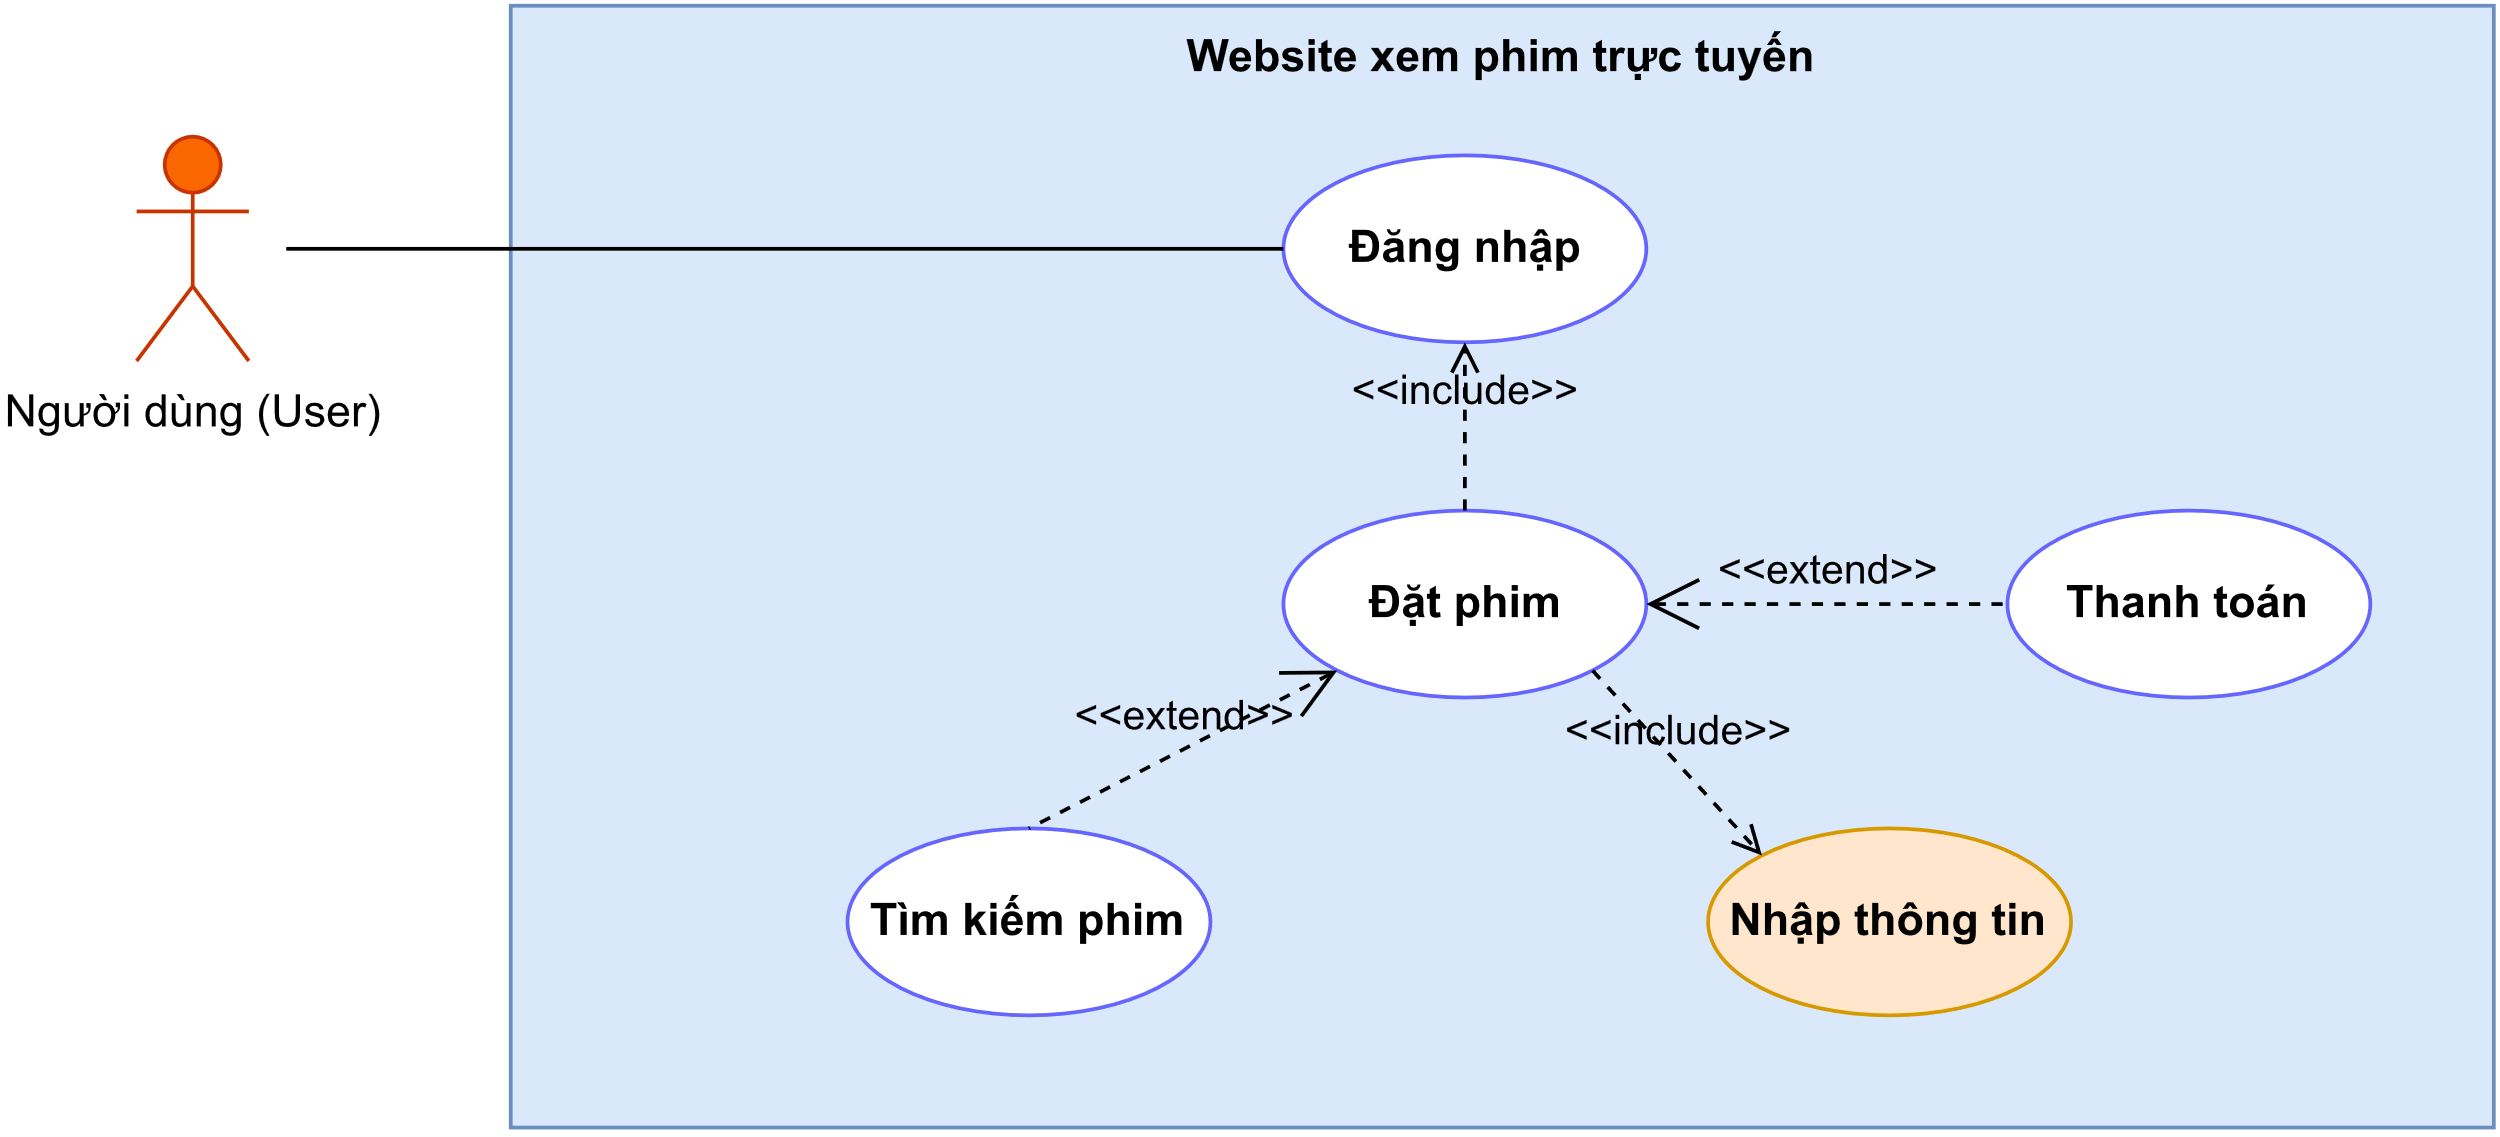 Website xem phim trực tuyến
Đăng nhập
<<include>>
Người dùng (User)
<<extend>>
Đặt phim
Thanh toán
<<extend>>
<<include>>
Tìm kiếm phim
Nhập thông tin